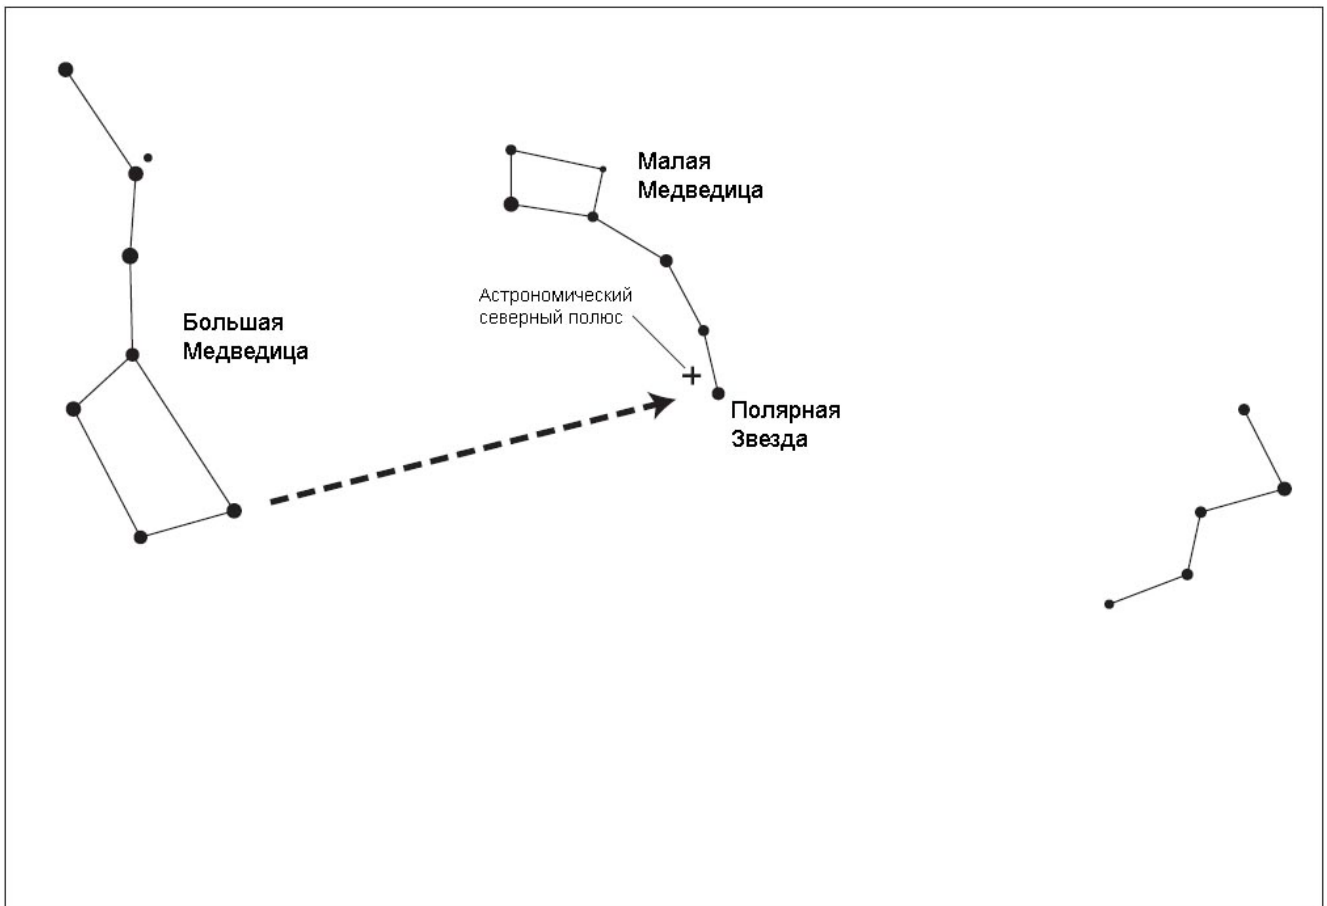 Малая
Медведица
Астрономический
северный полюс
Большая
Медведица
Полярная
Звезда